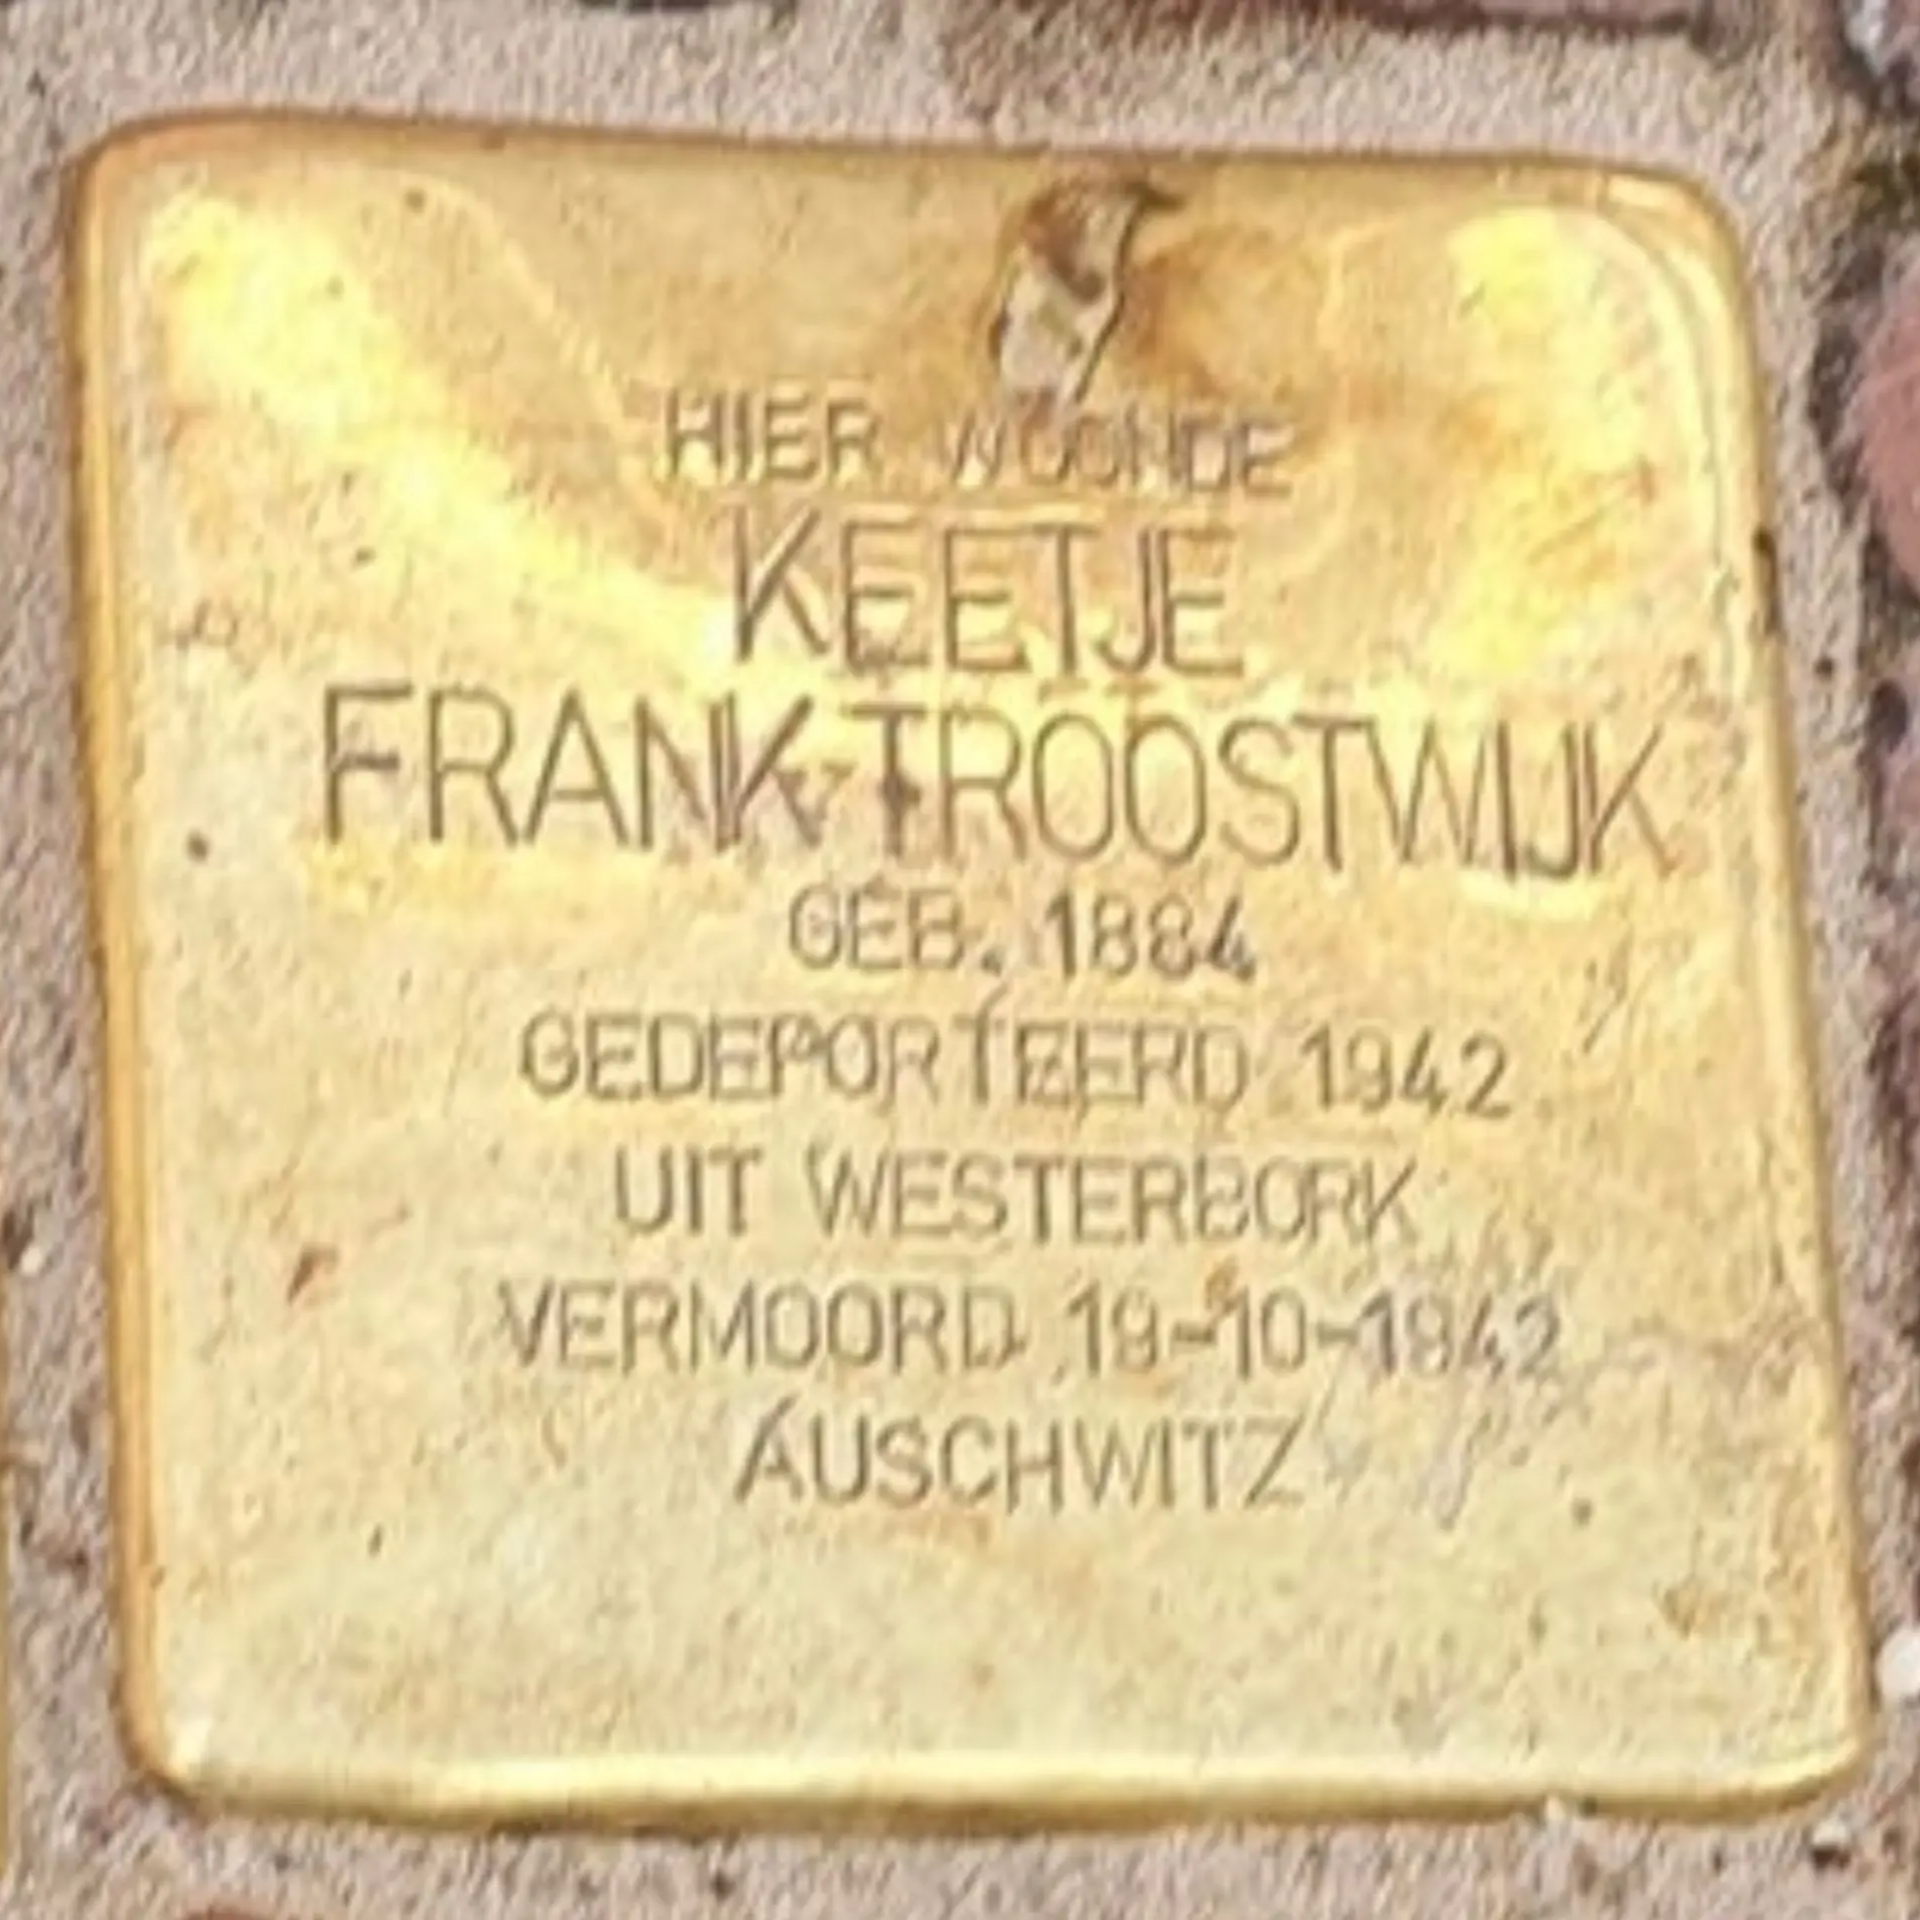 HIER WOONDE
KEETJE
FRANK-TROOSTWIJK
GEB. 1884
GEDEPORTEERD 1942
UIT WESTERBORK
VERMOORD 19-10-1942
AUSCHWITZ